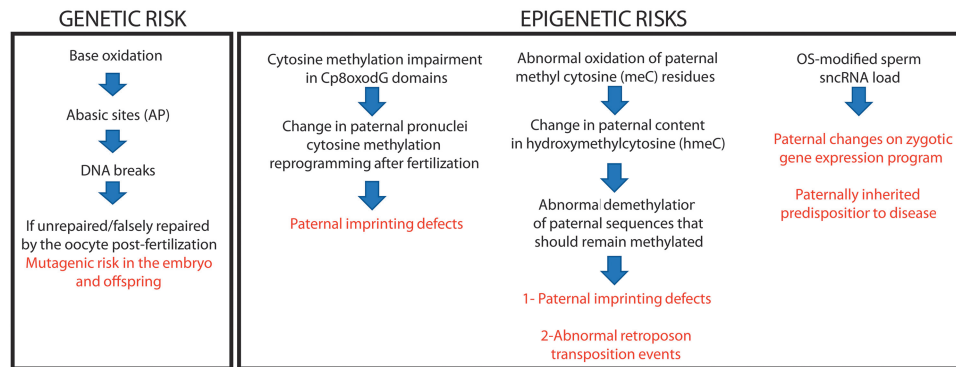 GENETIC RISK
Base oxidation
Abasic sites (AP)
DNA breaks
If unrepaired/falsely repaired
by the oocyte post-fertilization
Mutagenic risk in the embryo
and offspring
EPIGENETIC RISKS
Cytosine methylation impairment
in Cp8oxodG domains
Change in paternal pronuclei
cytosine methylation
reprogramming after fertilization
Paternal imprinting defects
Abnormal oxidation of paternal
methyl cytosine (meC) residues
Change in paternal content
in hydroxymethylcytosine (hmeC)
Abnormal demethylation
of paternal sequences that
should remain methylated
1- Paternal imprinting defects
2-Abnormal retroposon
transposition events
OS-modified sperm
sncRNA load
Paternal changes on zygotic
gene expression program
Paternally inherited
predispositior to disease